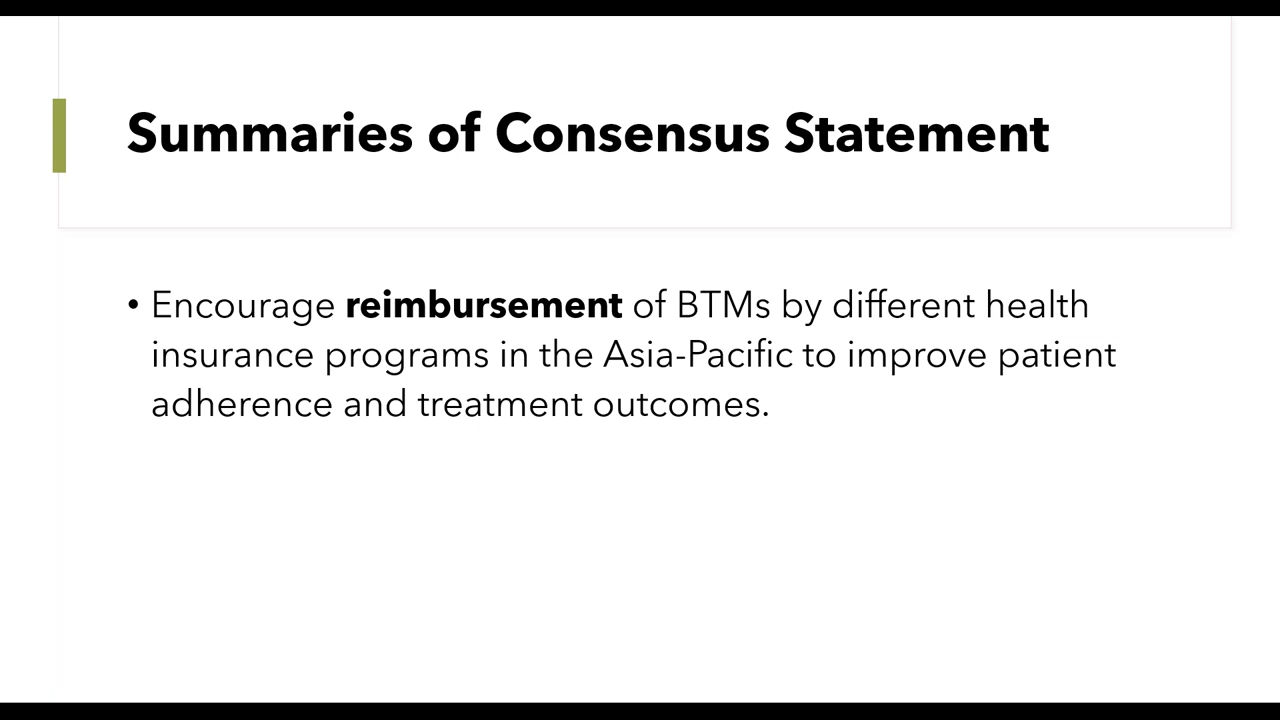 Summaries of Consensus Statement
• Encourage reimbursement of BTMs by different health
insurance programs in the Asia-Pacific to improve patient
adherence and treatment outcomes.